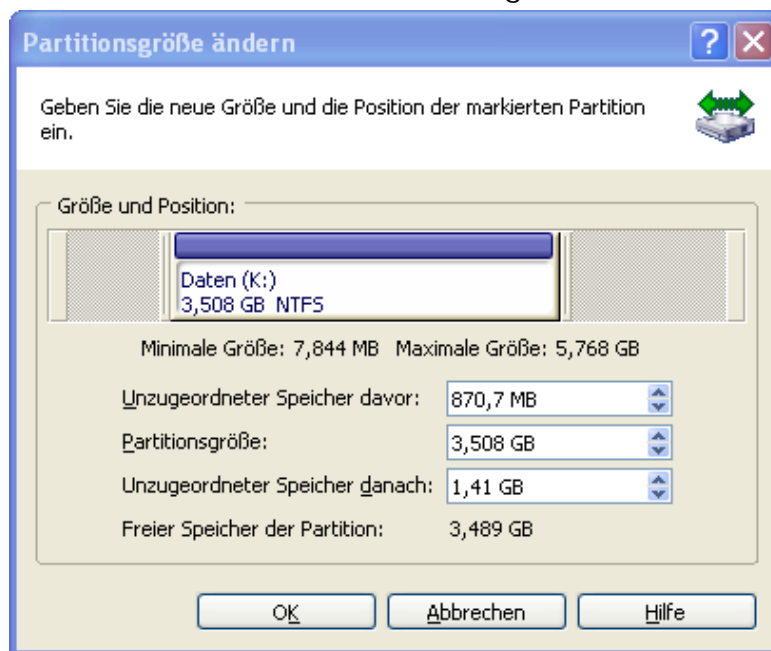 Partitionsgröße ändern
Geben Sie die neue Größe und die Position der markierten Partition
ein.
Größe und Position:
Daten (K:)
3,508 GB NTFS
Minimale Größe: 7,844 MB Maximale Größe: 5,768 GB
Unzugeordneter Speicher davor: 870,7 MB
Partitionsgröße: 3,508 GB
Unzugeordneter Speicher danach: 1,41 GB
Freier Speicher der Partition: 3,489 GB
OK Abbrechen Hilfe